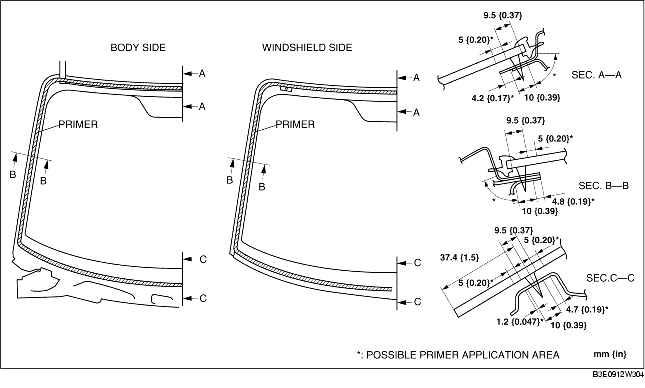 BODY SIDE
WINDSHIELD SIDE
A
A
PRIMER
B
B
C
C
A
A
PRIMER
B
B
C
C
9.5 {0.37}
5 {0.20}*
*
SEC. A—A
4.2 {0.17}*
10 {0.39}
9.5 {0.37}
5 {0.20}*
*
SEC. B—B
4.8 {0.19}*
10 {0.39}
9.5 {0.37}
5 {0.20}*
37.4 {1.5}
5 {0.20}*
SEC.C—C
4.7 {0.19}*
1.2 {0.047}*
10 {0.39}
*: POSSIBLE PRIMER APPLICATION AREA
mm {in}
B3E0912W304